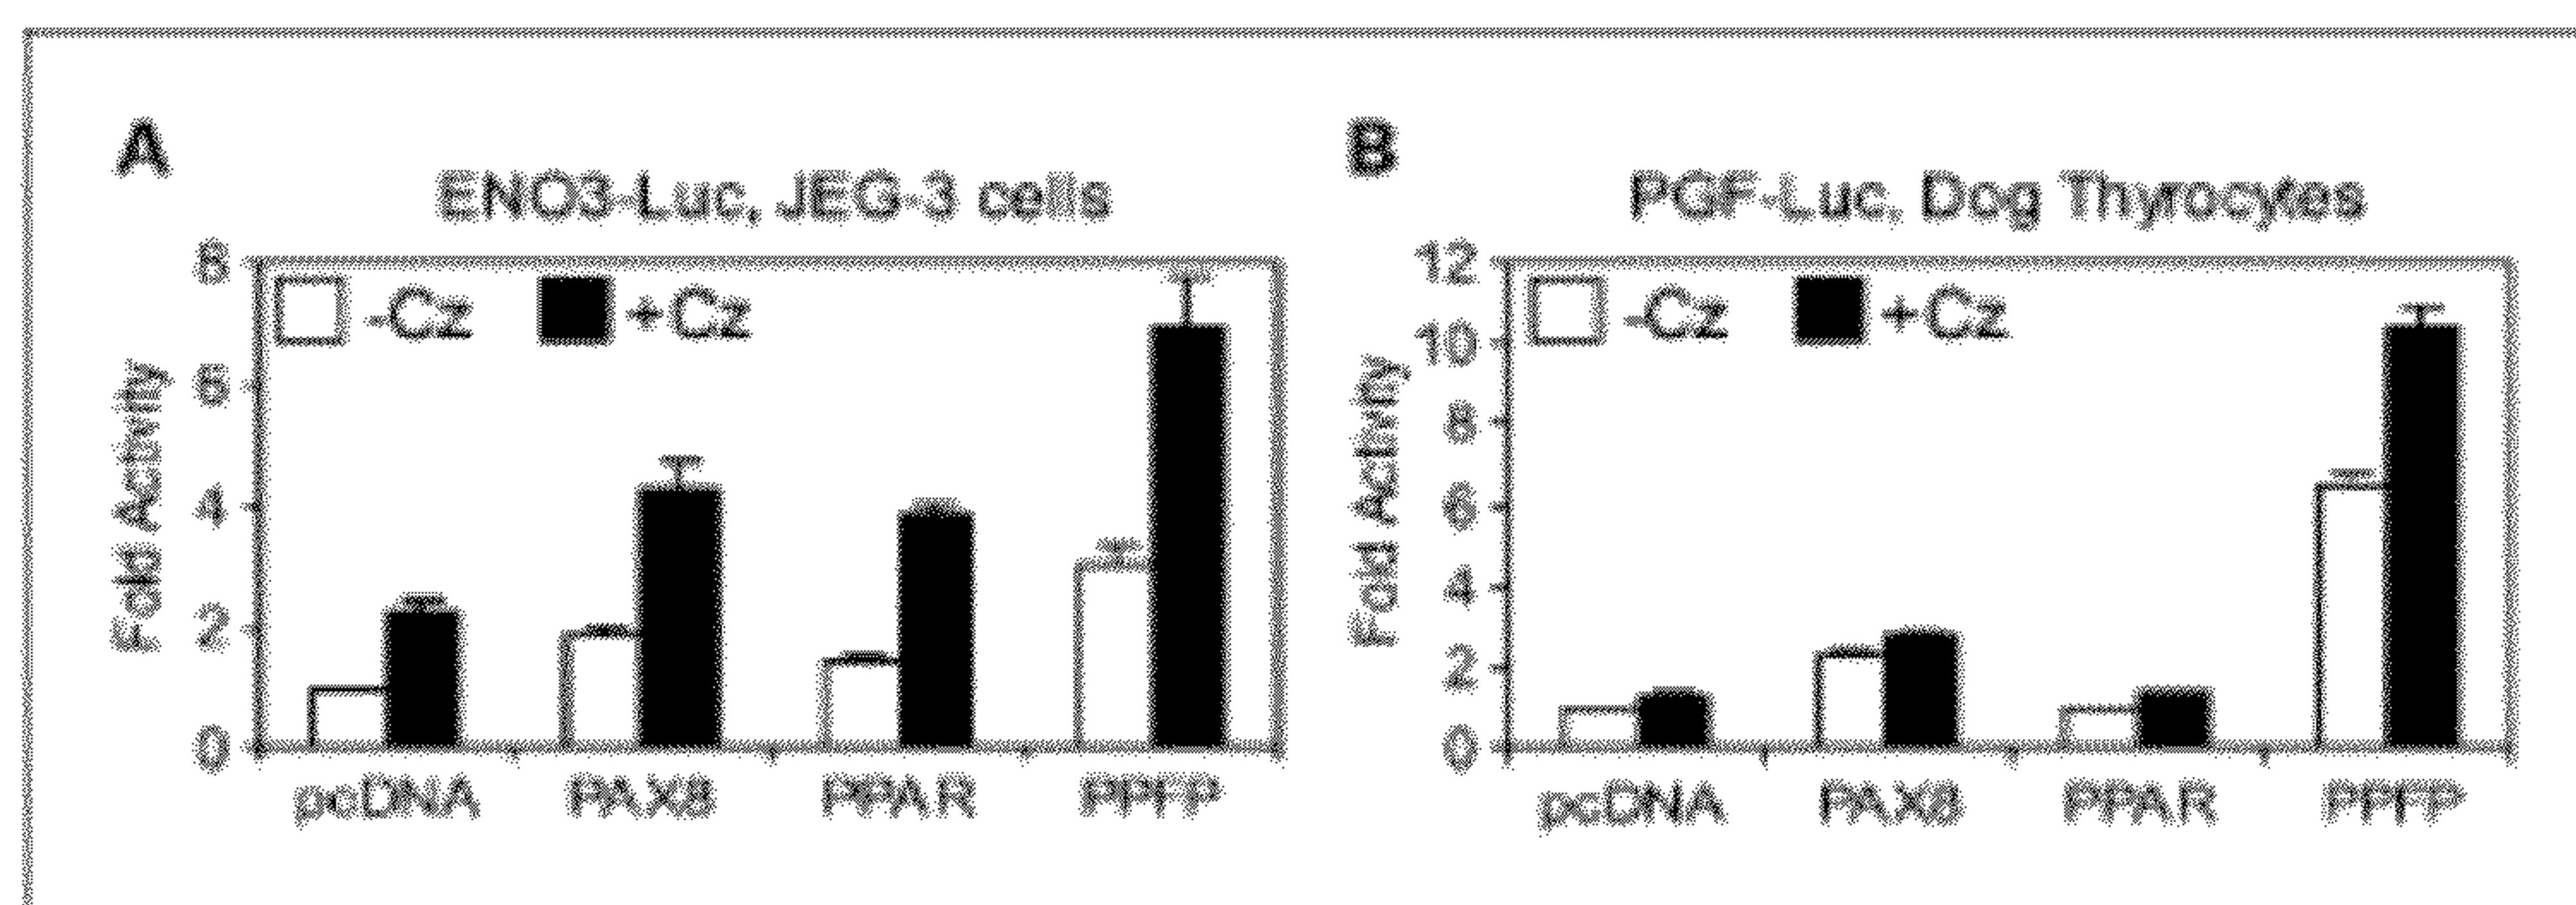 A
ENO3-Luc, JEG-3 cells
8
-Cz +Cz
6
4
2
0
Fold Activity
pcDNA PAX8 PPAR PPFP
B
PGF-Luc, Dog Thyrocytes
12
-Cz +Cz
10
8
6
4
2
0
Fold Activity
pcDNA PAX8 PPAR PPFP